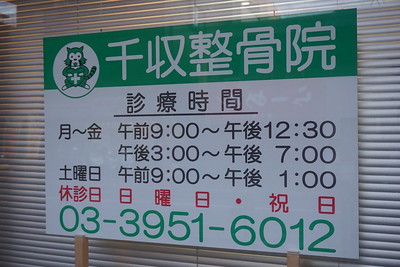 千収整骨院
診療時間
月〜金 午前9:00〜午後12:30
午後3:00〜午後 7:00
土曜日 午前9:00〜午後 1:00
休診日 日曜日・祝日
03-3951-6012